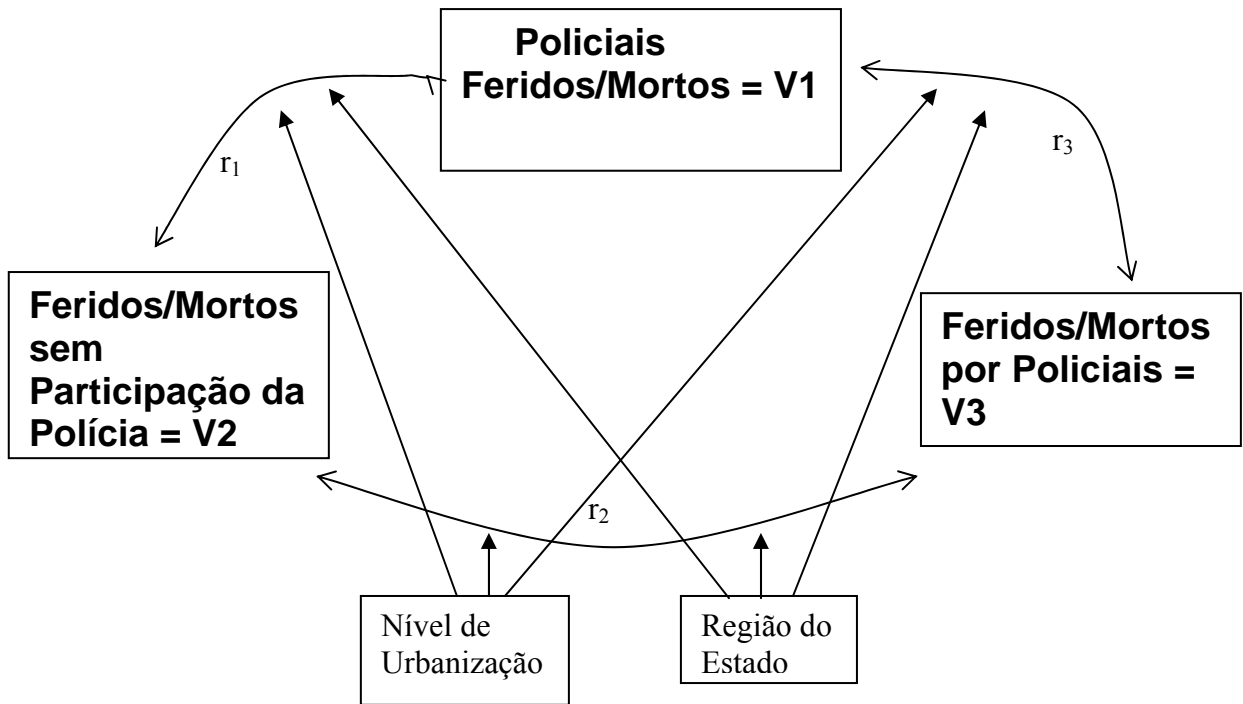 Policiais
Feridos/Mortos = V1
r1
r3
Feridos/Mortos
sem
Participação da
Polícia = V2
Feridos/Mortos
por Policiais =
V3
r2
Nível de
Urbanização
Região do
Estado